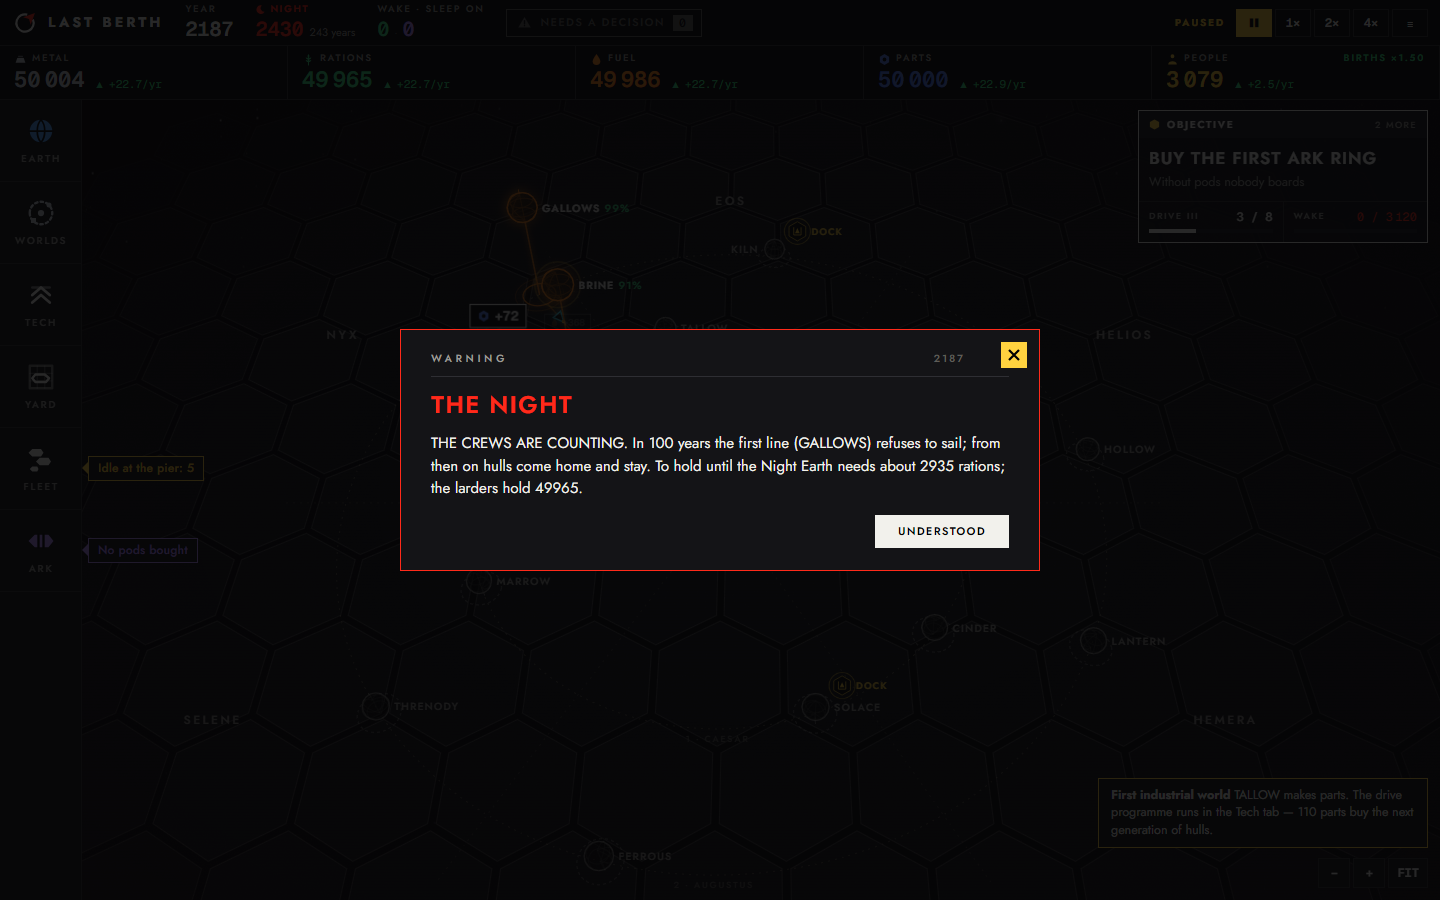 LAST BERTH
YEAR
2187
NIGHT
2430 243 years
WAKE · SLEEP ON
0 0
NEEDS A DECISION 0
PAUSED
1× 2× 4× ≡
METAL
50 004 ▲ +22.7/yr
RATIONS
49 965 ▲ +22.7/yr
FUEL
49 986 ▲ +22.7/yr
PARTS
50 000 ▲ +22.9/yr
PEOPLE BIRTHS ×1.50
3 079 ▲ +2.5/yr
EARTH
WORLDS
TECH
YARD
FLEET
ARK
Idle at the pier: 5
No pods bought
OBJECTIVE 2 MORE
BUY THE FIRST ARK RING
Without pods nobody boards
DRIVE III 3 / 8 WAKE 0 / 3 120
GALLOWS 99%
EOS
DOCK
KILN
BRINE 91%
+72
TALLOW
NYX
HELIOS
WARNING 2187
THE NIGHT
THE CREWS ARE COUNTING. In 100 years the first line (GALLOWS) refuses to sail; from
then on hulls come home and stay. To hold until the Night Earth needs about 2935 rations;
the larders hold 49965.
UNDERSTOOD
HOLLOW
MARROW
CINDER
LANTERN
DOCK
THRENODY
SOLACE
SELENE
HEMERA
1 · CAESAR
First industrial world TALLOW makes parts. The drive
programme runs in the Tech tab — 110 parts buy the next
generation of hulls.
FERROUS
2 · AUGUSTUS
− + FIT